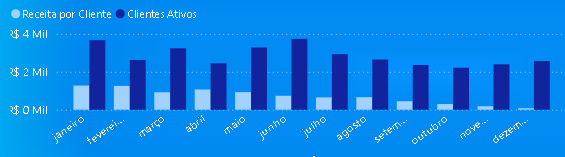 Receita por Cliente Clientes Ativos
R$ 4 Mil
R$ 2 Mil
R$ 0 Mil
janeiro feverei... março abril maio junho julho agosto setem... outubro nove... dezem...